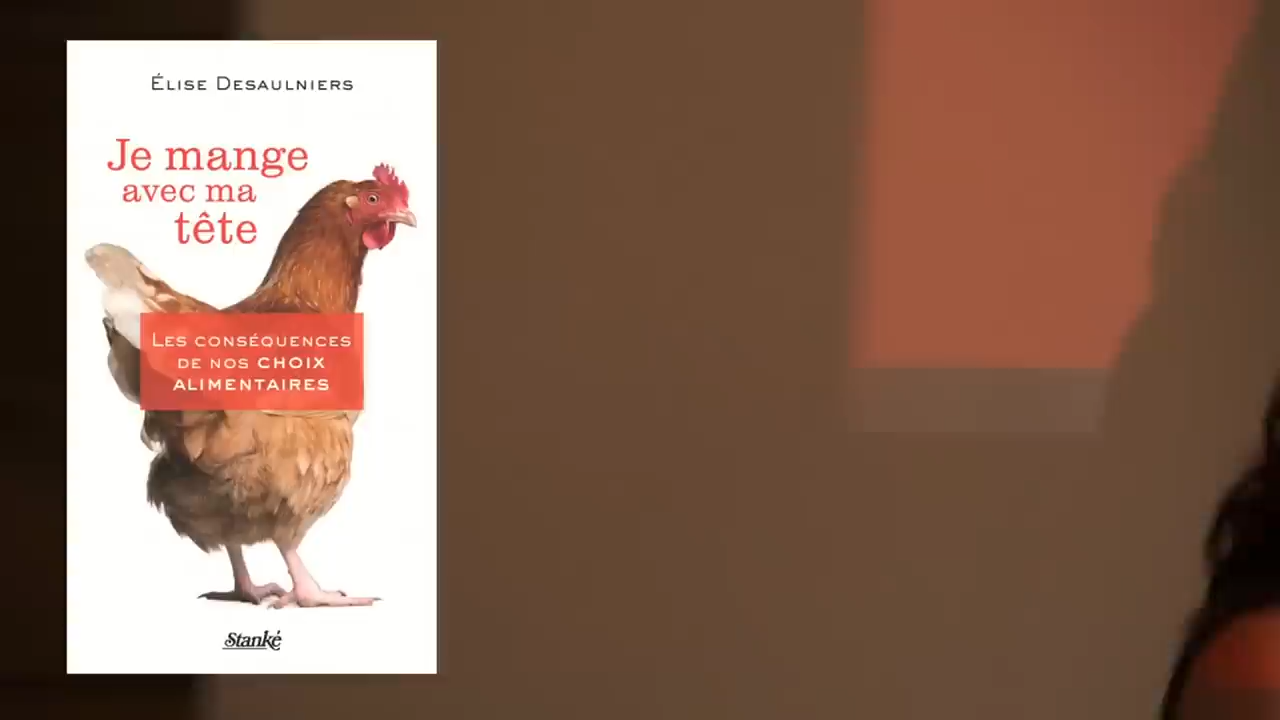 ÉLISE DESAULNIERS
Je mange
avec ma
tête
LES CONSÉQUENCES
DE NOS CHOIX
ALIMENTAIRES
Stanké